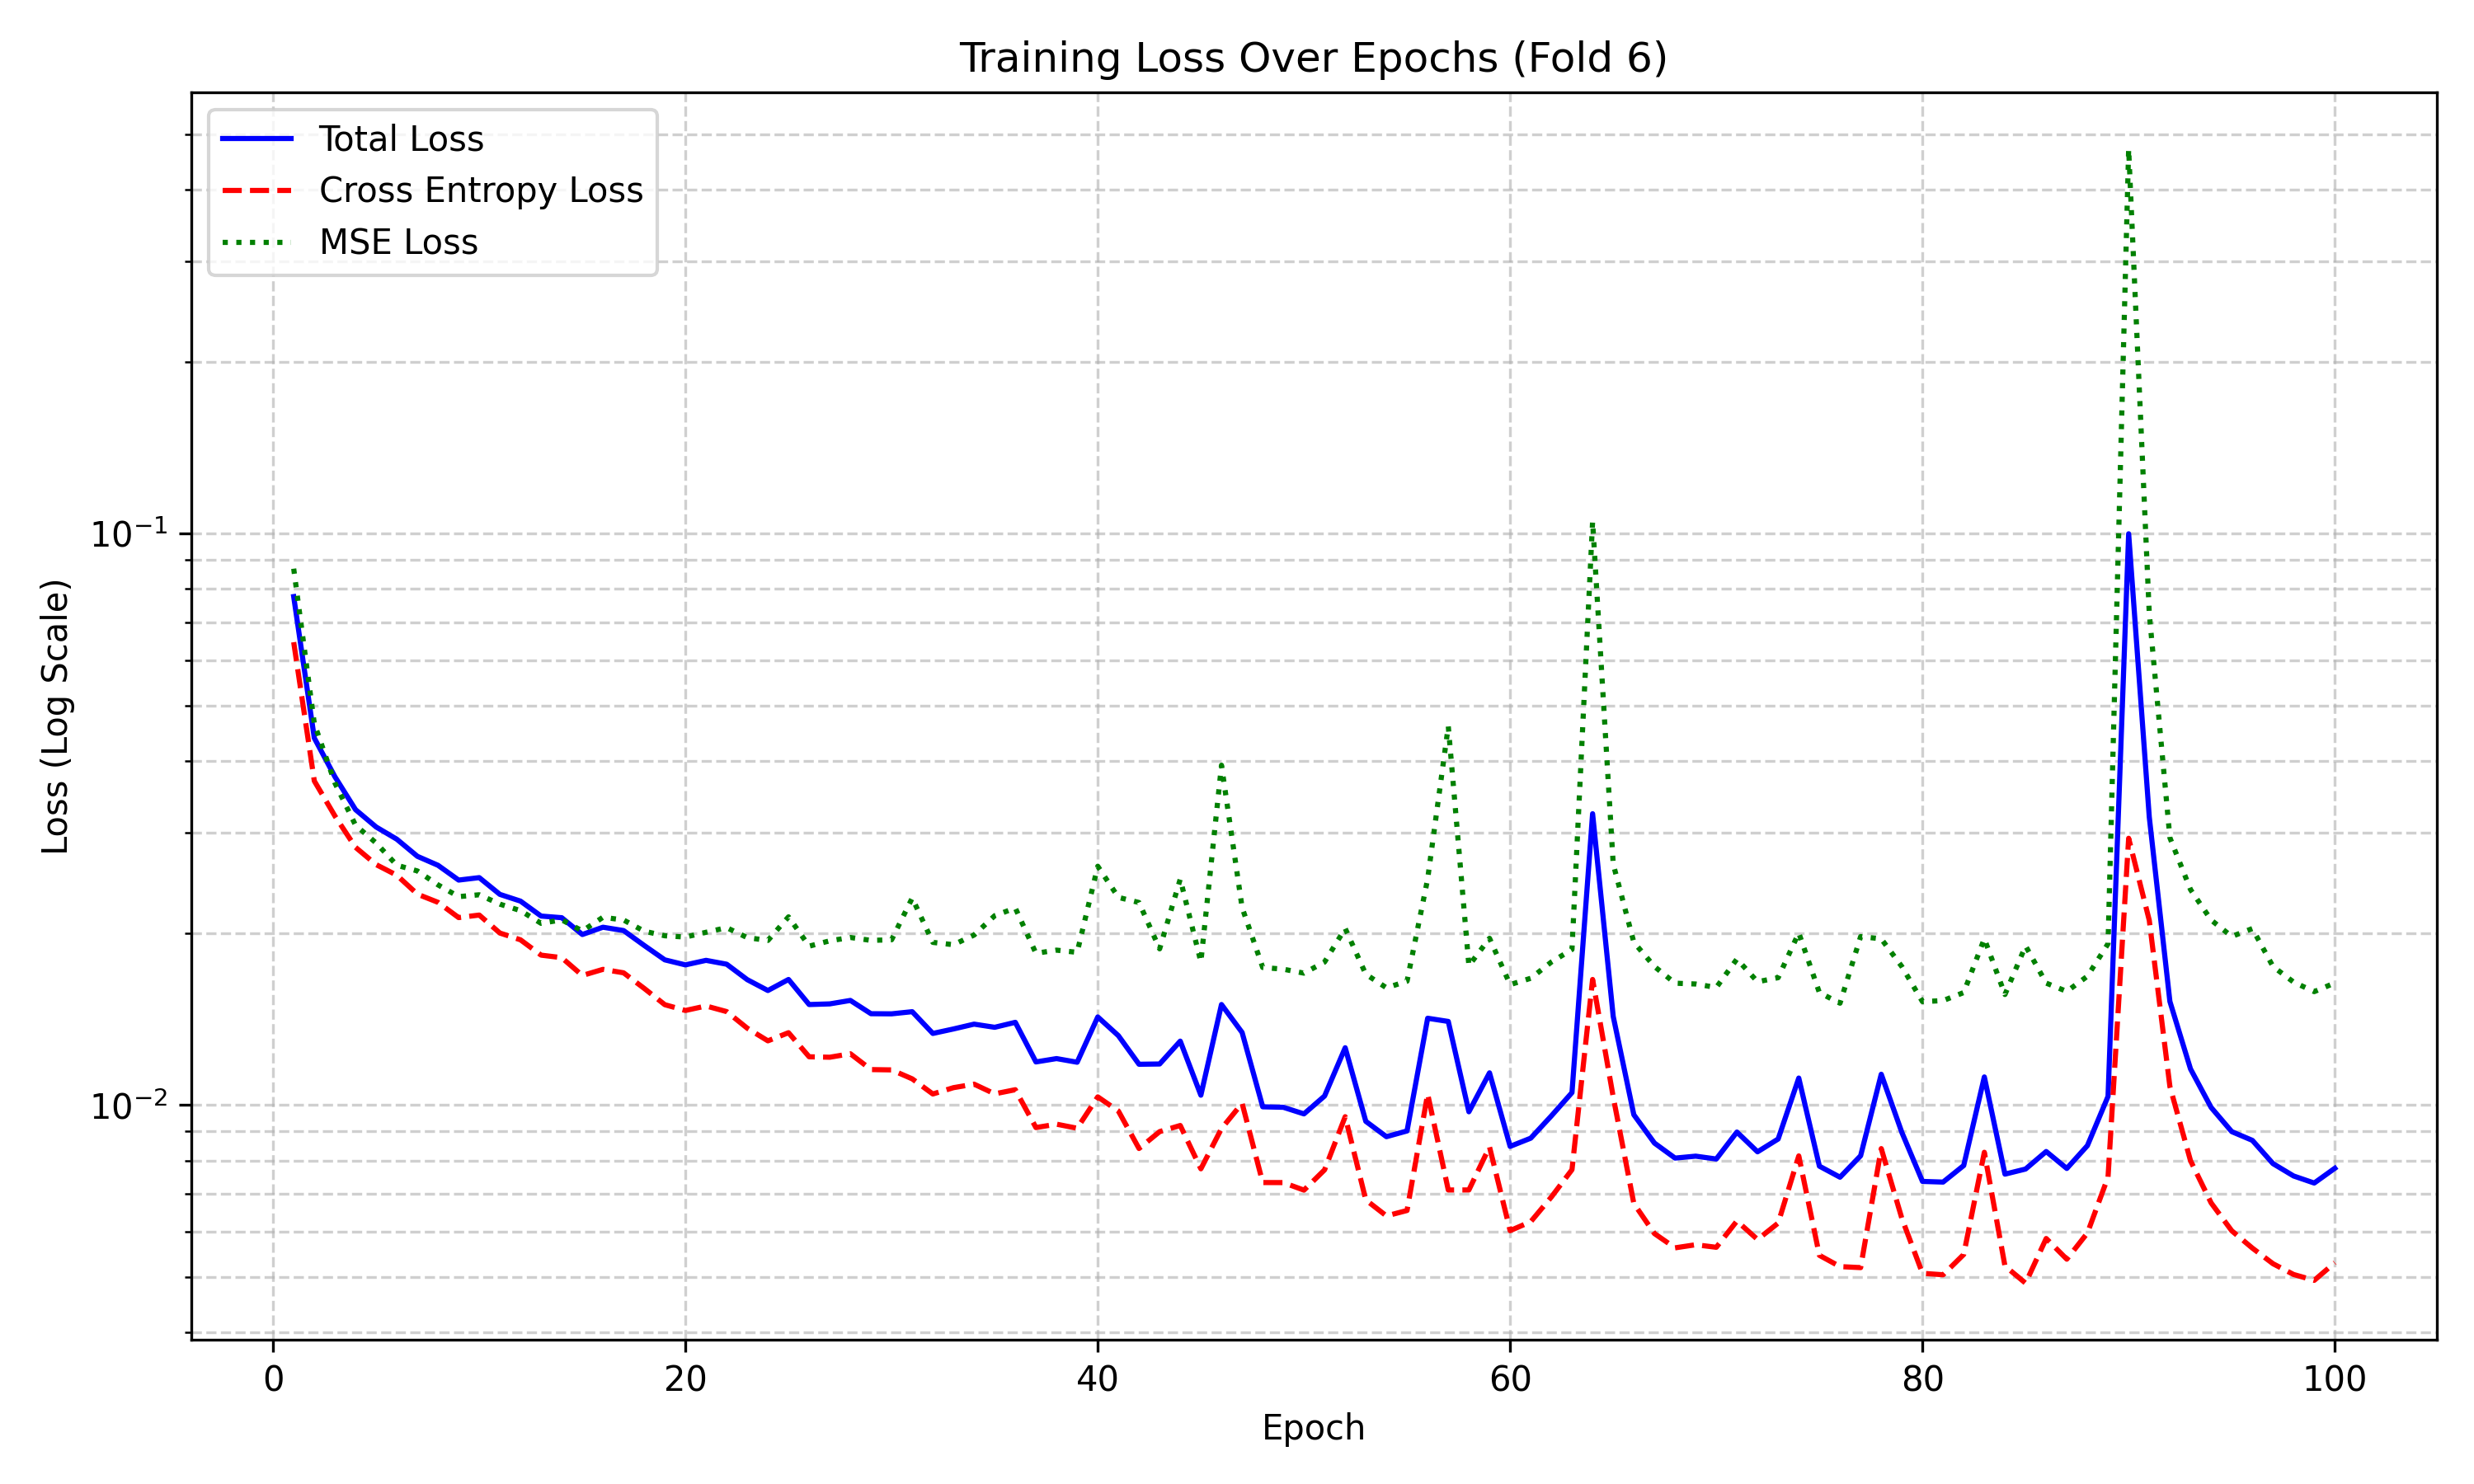 Training Loss Over Epochs (Fold 6)
Total Loss
Cross Entropy Loss
MSE Loss
Loss (Log Scale)
10⁻¹
10⁻²
0 20 40 60 80 100
Epoch